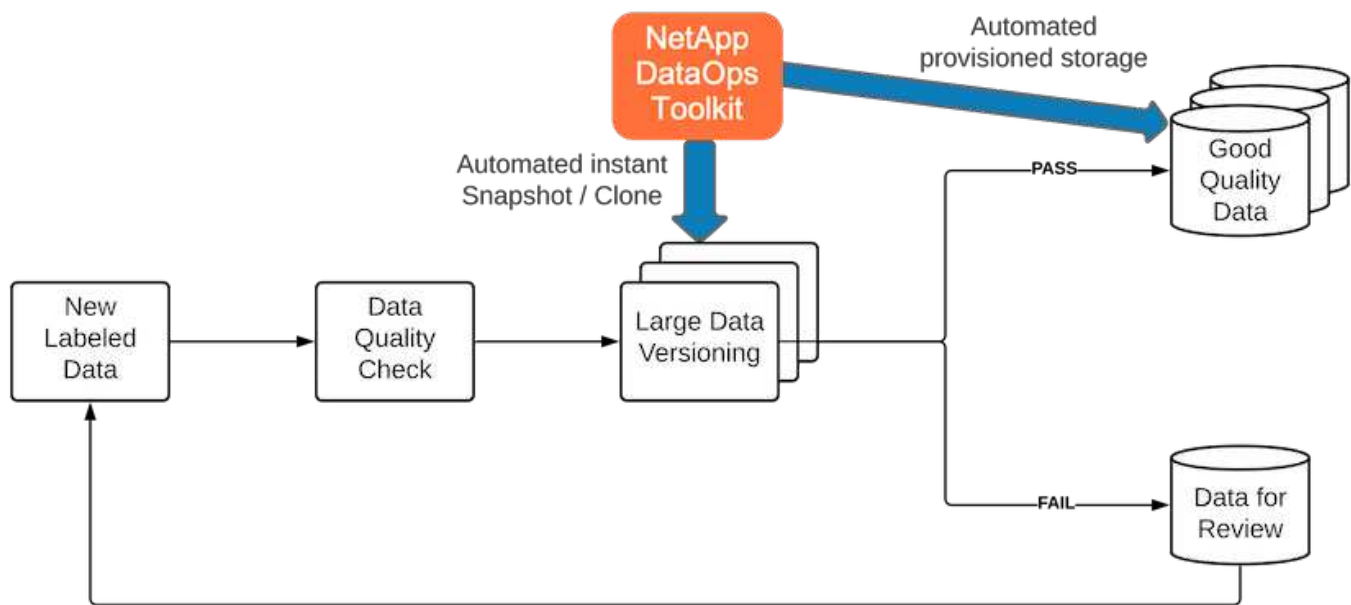 NetApp
DataOps
Toolkit
Automated
provisioned storage
Automated instant
Snapshot / Clone
Good
Quality
Data
PASS
New
Labeled
Data
Data
Quality
Check
Large Data
Versioning
FAIL
Data for
Review